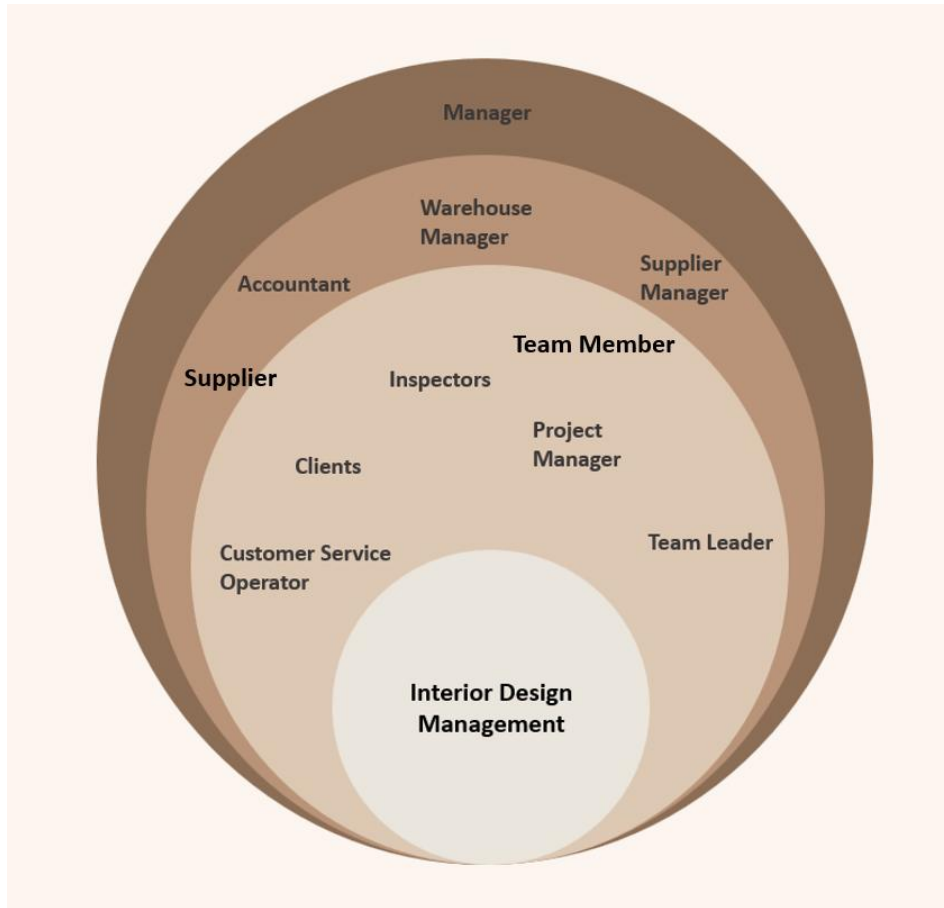 Manager
Warehouse
Manager
Supplier
Manager
Accountant
Team Member
Supplier
Inspectors
Project
Manager
Clients
Team Leader
Customer Service
Operator
Interior Design
Management